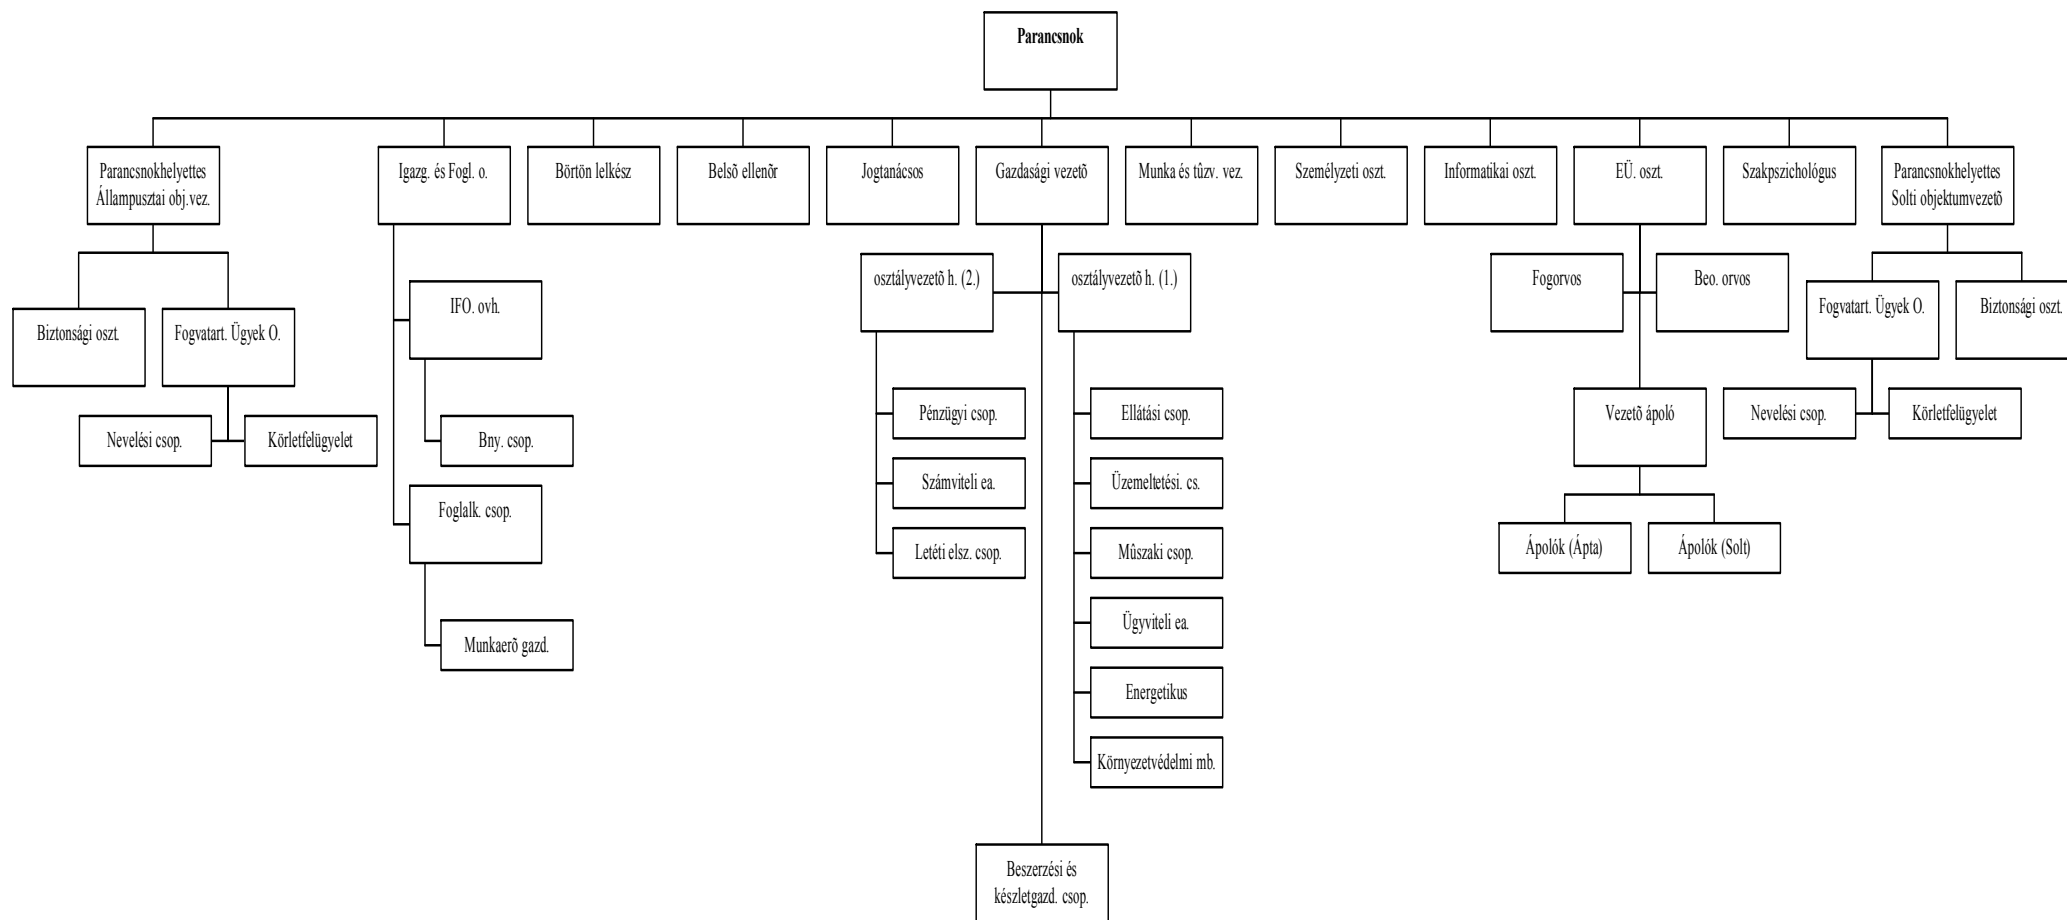 Parancsnok
Parancsnokhelyettes
Állampusztai obj.vez.
Igazg. és Fogl. o.
Börtön lelkész
Belsõ ellenõr
Jogtanácsos
Gazdasági vezetõ
Munka és tûzv. vez.
Személyzeti oszt.
Informatikai oszt.
EÜ. oszt.
Szakpszichológus
Parancsnokhelyettes
Solti objektumvezetõ
Biztonsági oszt.
Fogvatart. Ügyek O.
Nevelési csop.
Körletfelügyelet
IFO. ovh.
Bny. csop.
Foglalk. csop.
Munkaerõ gazd.
osztályvezetõ h. (2.)
osztályvezetõ h. (1.)
Pénzügyi csop.
Számviteli ea.
Letéti elsz. csop.
Ellátási csop.
Üzemeltetési. cs.
Mûszaki csop.
Ügyviteli ea.
Energetikus
Környezetvédelmi mb.
Beszerzési és
készletgazd. csop.
Fogorvos
Beo. orvos
Vezetõ ápoló
Ápolók (Ápta)
Ápolók (Solt)
Fogvatart. Ügyek O.
Biztonsági oszt.
Nevelési csop.
Körletfelügyelet